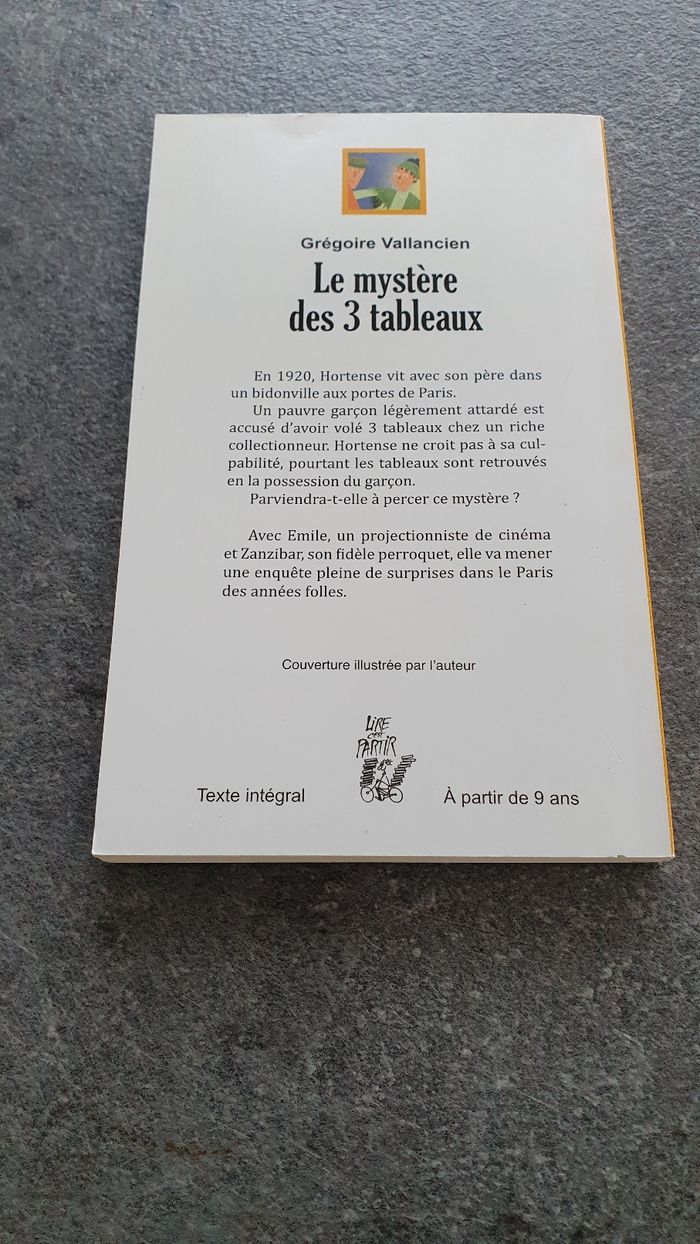 Grégoire Vallancien
Le mystère
des 3 tableaux
En 1920, Hortense vit avec son père dans
un bidonville aux portes de Paris.
Un pauvre garçon légèrement attardé est
accusé d'avoir volé 3 tableaux chez un riche
collectionneur. Hortense ne croit pas à sa cul-
pabilité, pourtant les tableaux sont retrouvés
en la possession du garçon.
Parviendra-t-elle à percer ce mystère ?
Avec Emile, un projectionniste de cinéma
et Zanzibar, son fidèle perroquet, elle va mener
une enquête pleine de surprises dans le Paris
des années folles.
Couverture illustrée par l'auteur
LIRE
c'est
PARTIR
Texte intégral
À partir de 9 ans